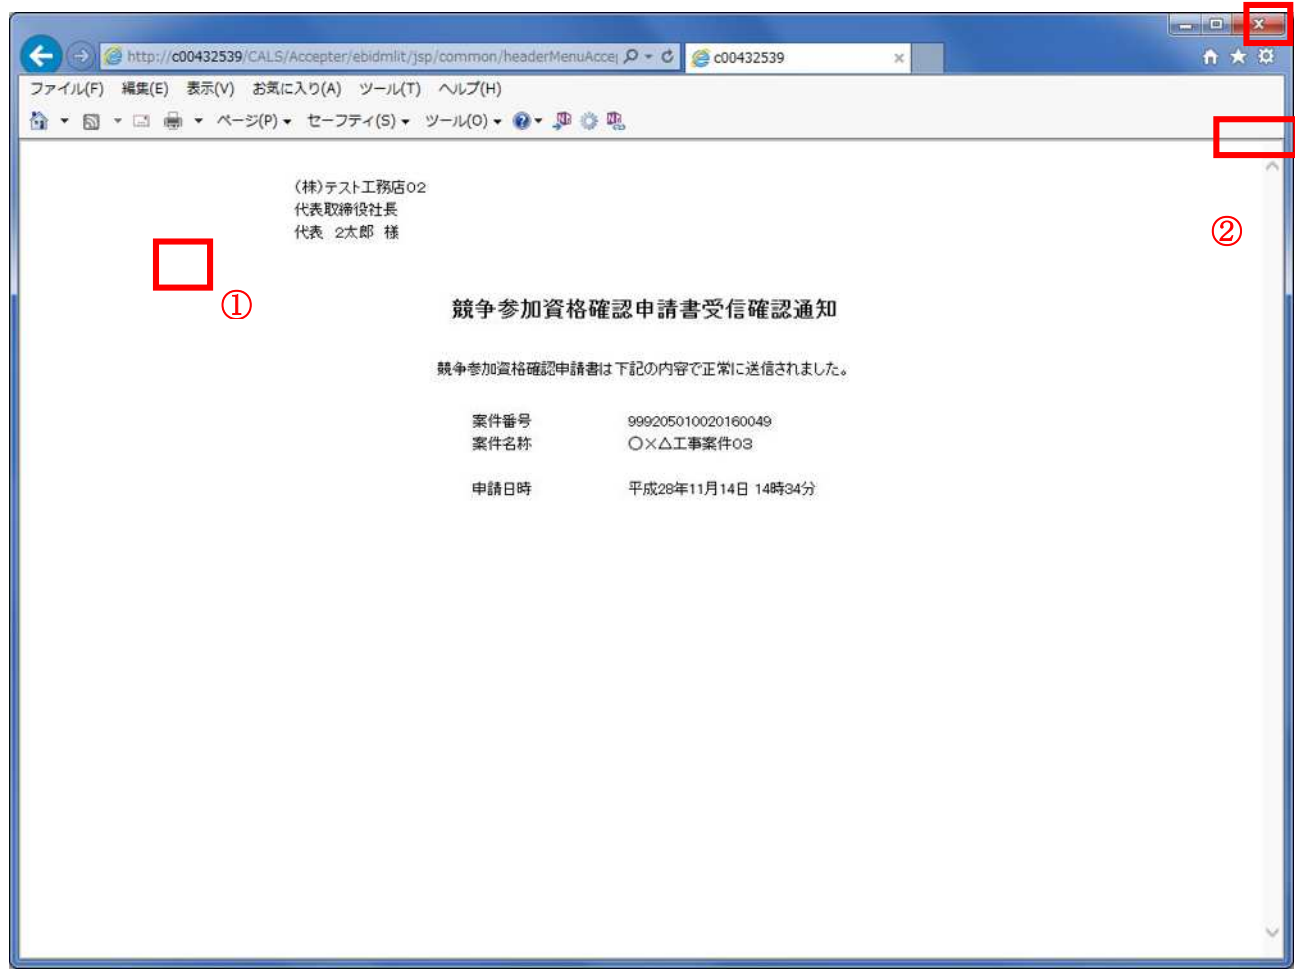 http://c00432539/CALS/Accepter/ebidmlit/jsp/common/headerMenuAccep
c00432539
ファイル(F) 編集(E) 表示(V) お気に入り(A) ツール(T) ヘルプ(H)
ページ(P) セーフティ(S) ツール(O)
(株)テスト工務店02
代表取締役社長
代表 2太郎 様
②
①
競争参加資格確認申請書受信確認通知
競争参加資格確認申請書は下記の内容で正常に送信されました。
案件番号 999205010020160049
案件名称 〇×△工事案件03
申請日時 平成28年11月14日 14時34分